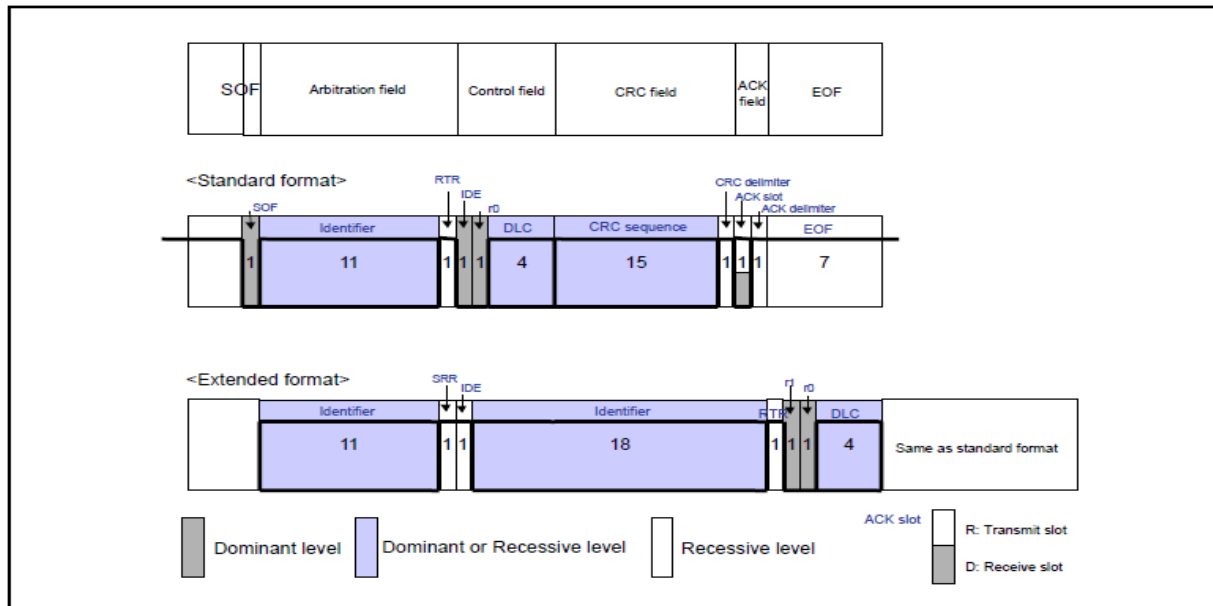 SOF Arbitration field Control field CRC field ACK field EOF
<Standard format>
RTR
IDE
CRC delimiter
ACK slot
SOF
r0
ACK delimiter
Identifier DLC CRC sequence EOF
1 11 1 1 1 4 15 1 1 1 7
<Extended format>
SRR
IDE
r1
r0
Identifier Identifier RTR DLC
11 1 1 18 1 1 1 4 Same as standard format
Dominant level Dominant or Recessive level Recessive level
ACK slot
R: Transmit slot
D: Receive slot